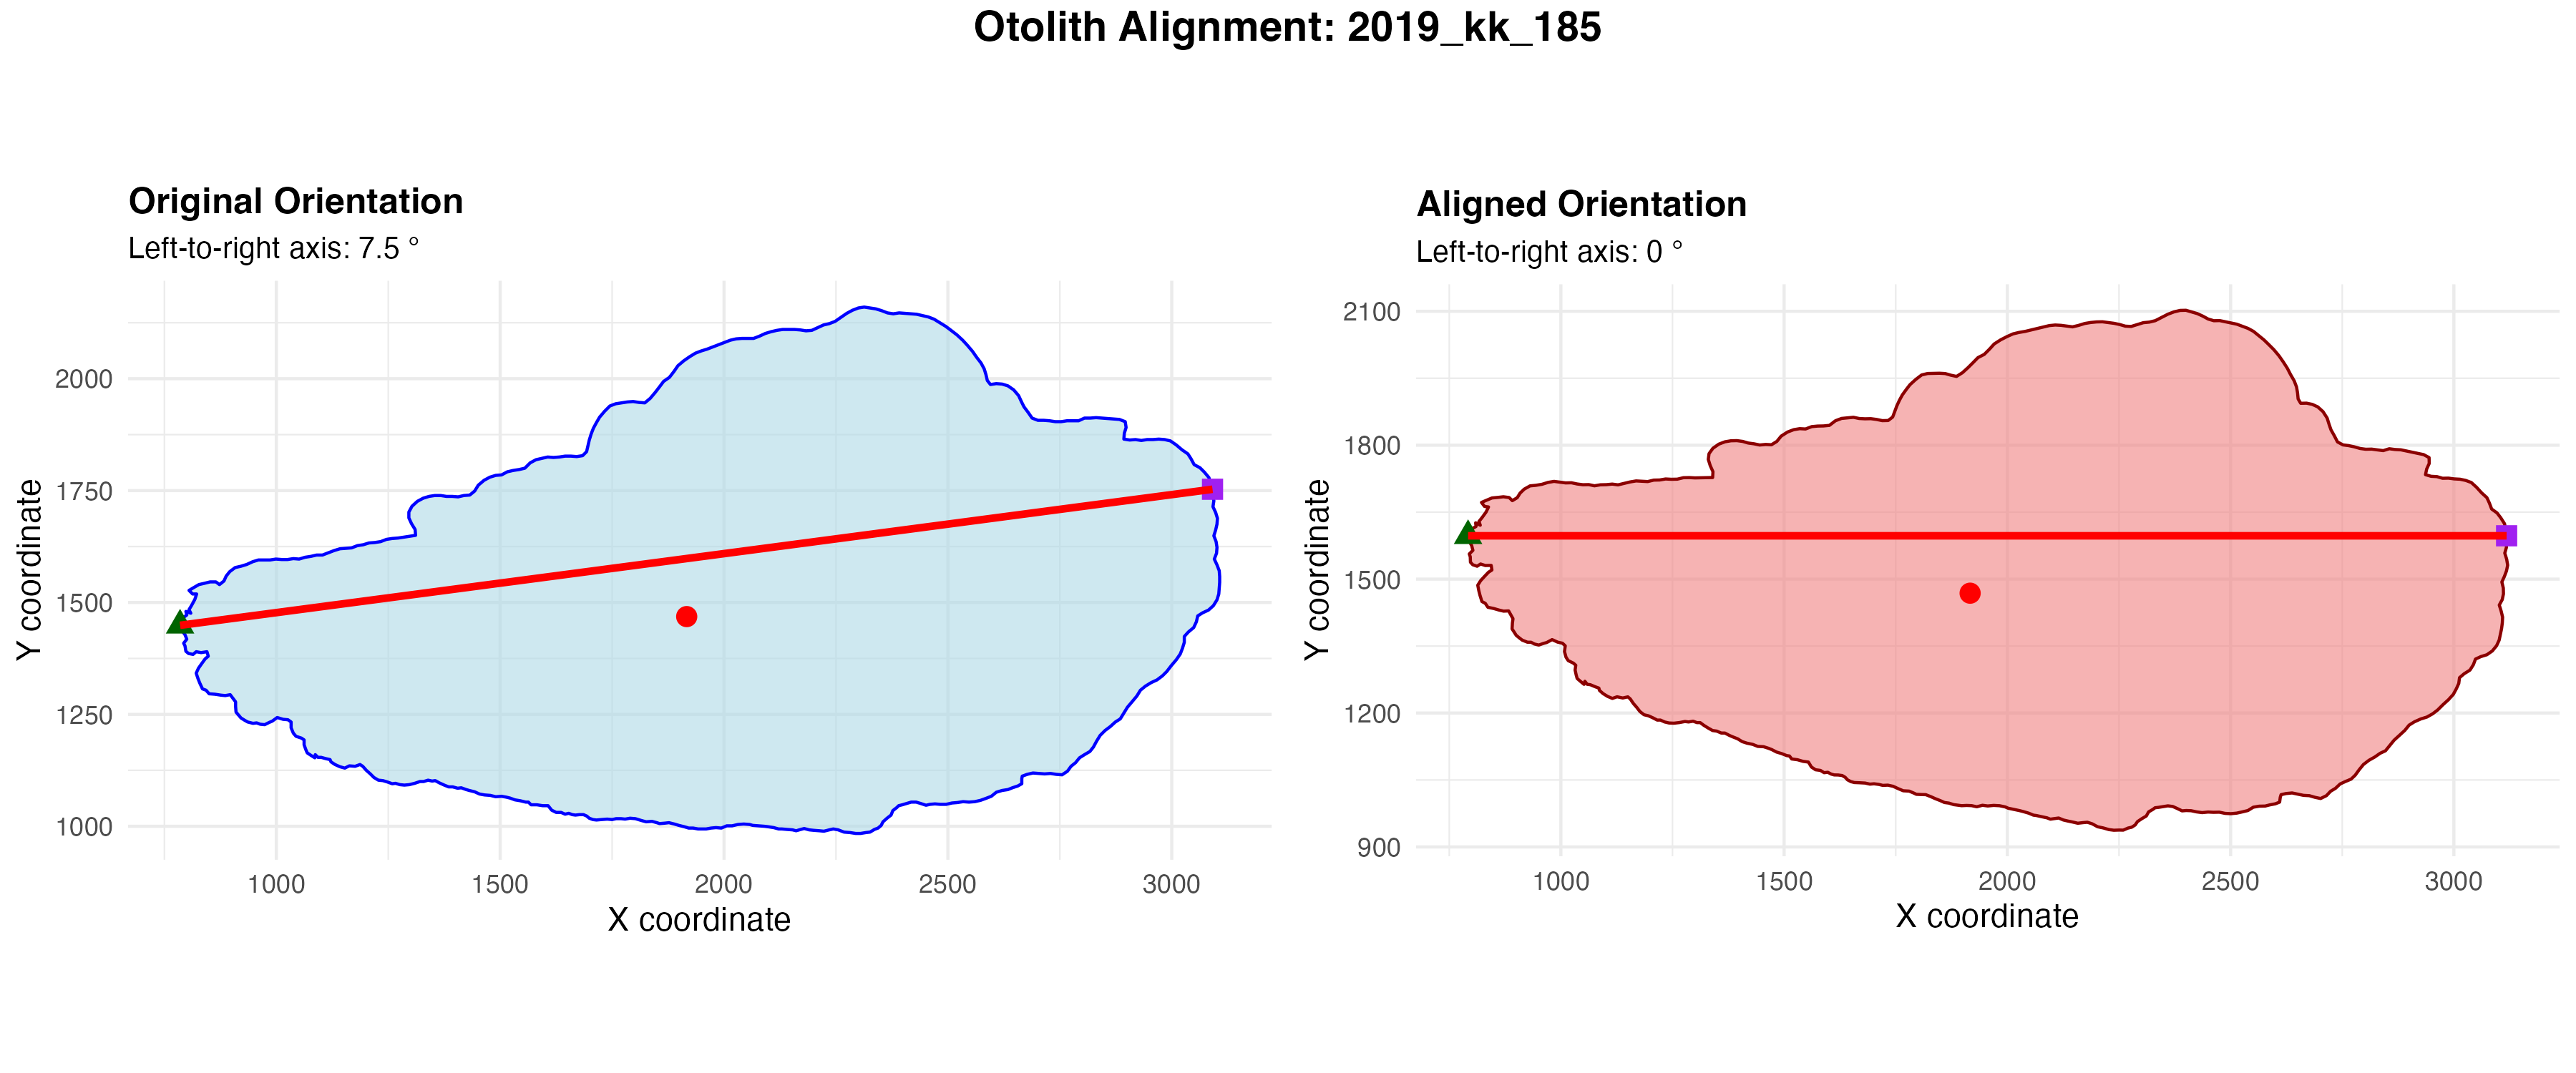 Otolith Alignment: 2019_kk_185
Original Orientation
Left-to-right axis: 7.5 °
Y coordinate
2000
1750
1500
1250
1000
1000 1500 2000 2500 3000
X coordinate
Aligned Orientation
Left-to-right axis: 0 °
Y coordinate
2100
1800
1500
1200
900
1000 1500 2000 2500 3000
X coordinate